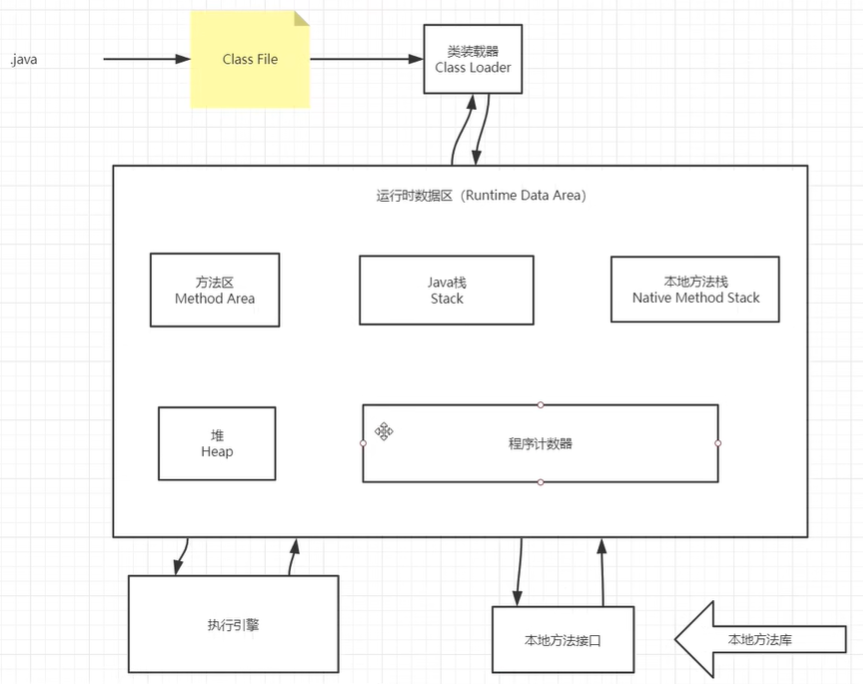 .java
Class File
类装载器
Class Loader
运行时数据区（Runtime Data Area）
方法区
Method Area
Java栈
Stack
本地方法栈
Native Method Stack
堆
Heap
程序计数器
执行引擎
本地方法接口
本地方法库